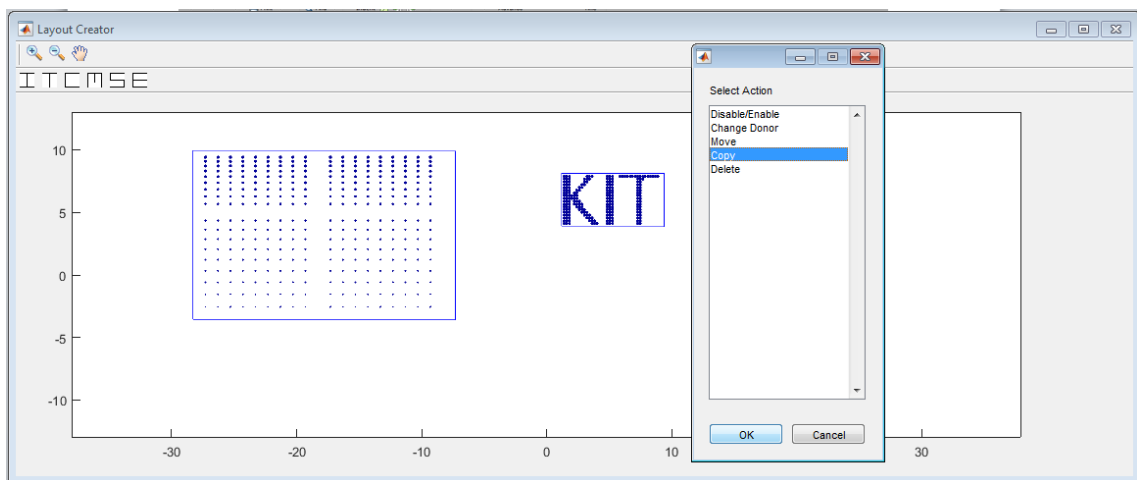 Layout Creator
I T C M S E
Select Action
Disable/Enable
Change Donor
Move
Copy
Delete
OK Cancel
KIT
10
5
0
-5
-10
-30 -20 -10 0 10 30